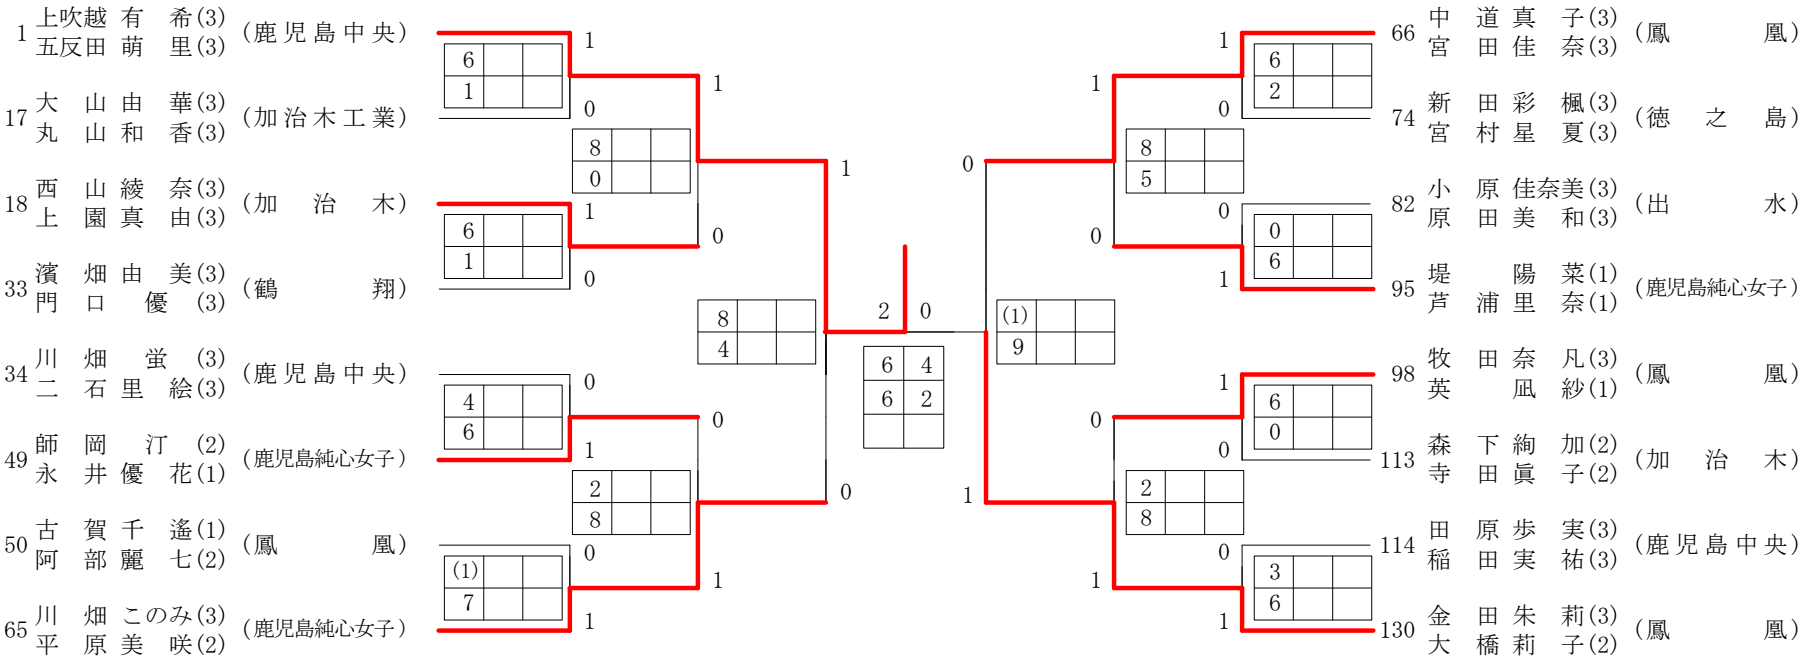 1 上吹越 有 希(3) (鹿児島中央)
五反田 萌 里(3)
17 大 山 由 華(3) (加治木工業)
丸 山 和 香(3)
18 西 山 綾 奈(3) (加 治 木)
上 園 真 由(3)
33 濱 畑 由 美(3) (鶴 翔)
門 口 優 (3)
34 川 畑 蛍 (3) (鹿児島中央)
二 石 里 絵(3)
49 師 岡 汀 (2) (鹿児島純心女子)
永 井 優 花(1)
50 古 賀 千 遙(1) (鳳 凰)
阿 部 麗 七(2)
65 川 畑 このみ(3) (鹿児島純心女子)
平 原 美 咲(2)
1
6
1
0
1
6
1
0
0
4
6
1
0
(1)
7
1
1
8
0
0
0
2
8
1
1
8
4
0
2 0
6 4
6 2
0
(1)
9
1
1
8
5
0
0
2
8
1
1
6
2
0
0
0
6
1
1
6
0
0
0
3
6
1
66 中 道 真 子(3) (鳳 凰)
宮 田 佳 奈(3)
74 新 田 彩 楓(3) (徳 之 島)
宮 村 星 夏(3)
82 小 原 佳奈美(3) (出 水)
原 田 美 和(3)
95 堤 陽 菜(1) (鹿児島純心女子)
芦 浦 里 奈(1)
98 牧 田 奈 凡(3) (鳳 凰)
英 凪 紗(1)
113 森 下 絢 加(2) (加 治 木)
寺 田 眞 子(2)
114 田 原 歩 実(3) (鹿児島中央)
稲 田 実 祐(3)
130 金 田 朱 莉(3) (鳳 凰)
大 橋 莉 子(2)